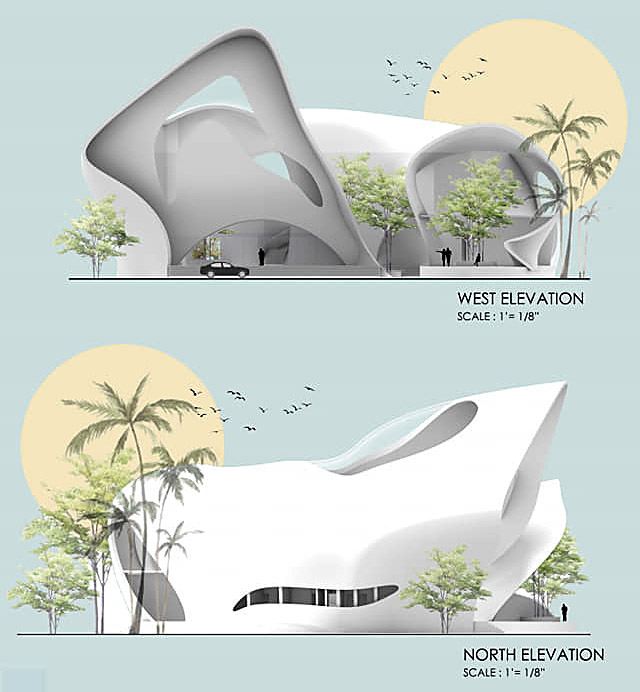 WEST ELEVATION
SCALE : 1'= 1/8"
NORTH ELEVATION
SCALE : 1'= 1/8"